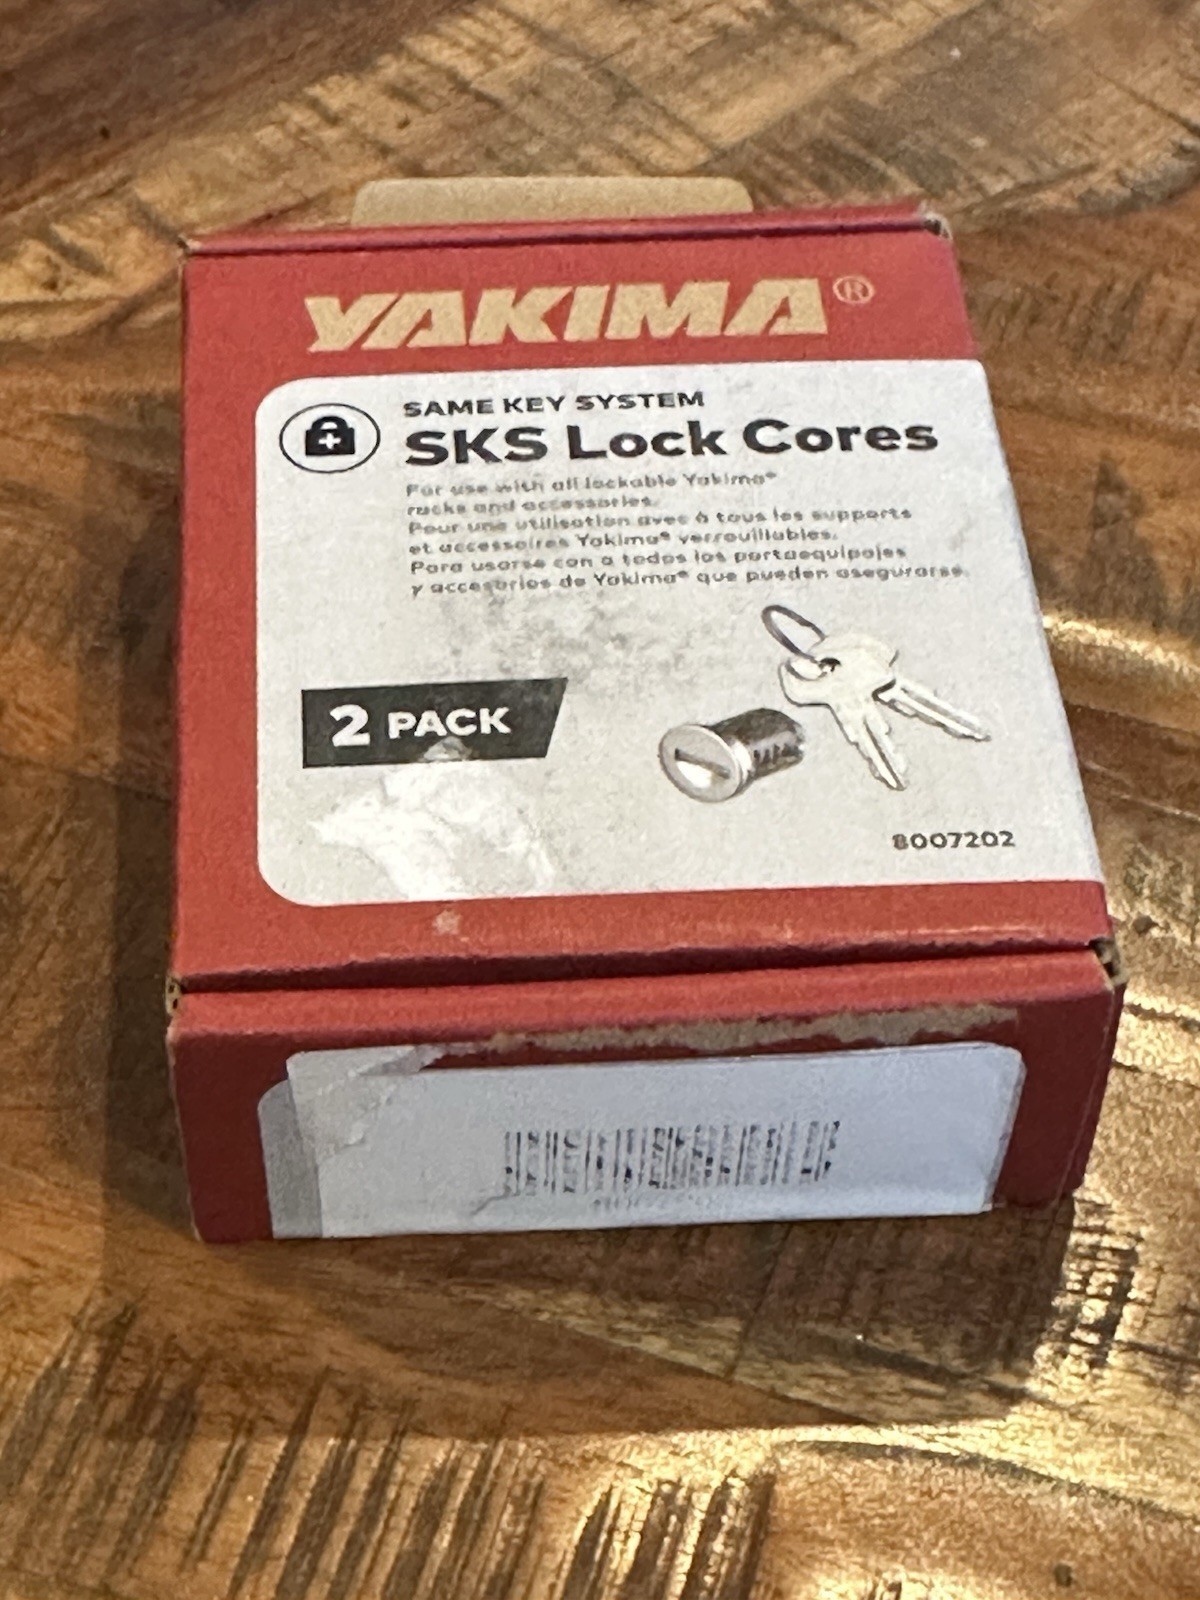 YAKIMA®
SAME KEY SYSTEM
SKS Lock Cores
For use with all lockable Yakima®
racks and accessories.
Pour une utilisation avec à tous les supports
et accessoires Yakima® verrouillables.
Para usarse con a todos los portaequipajes
y accesorios de Yakima® que pueden asegurarse.
2 PACK
8007202